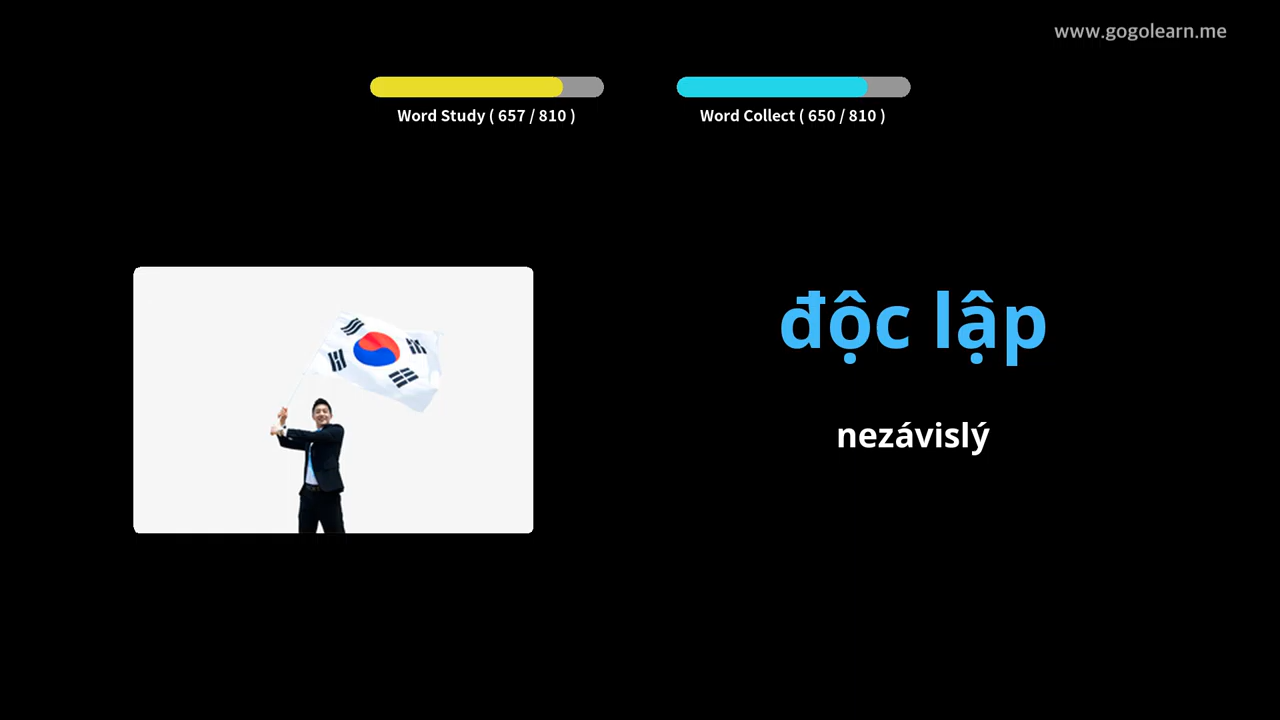 www.gogolearn.me
Word Study ( 657 / 810 )
Word Collect ( 650 / 810 )
độc lập
nezávislý